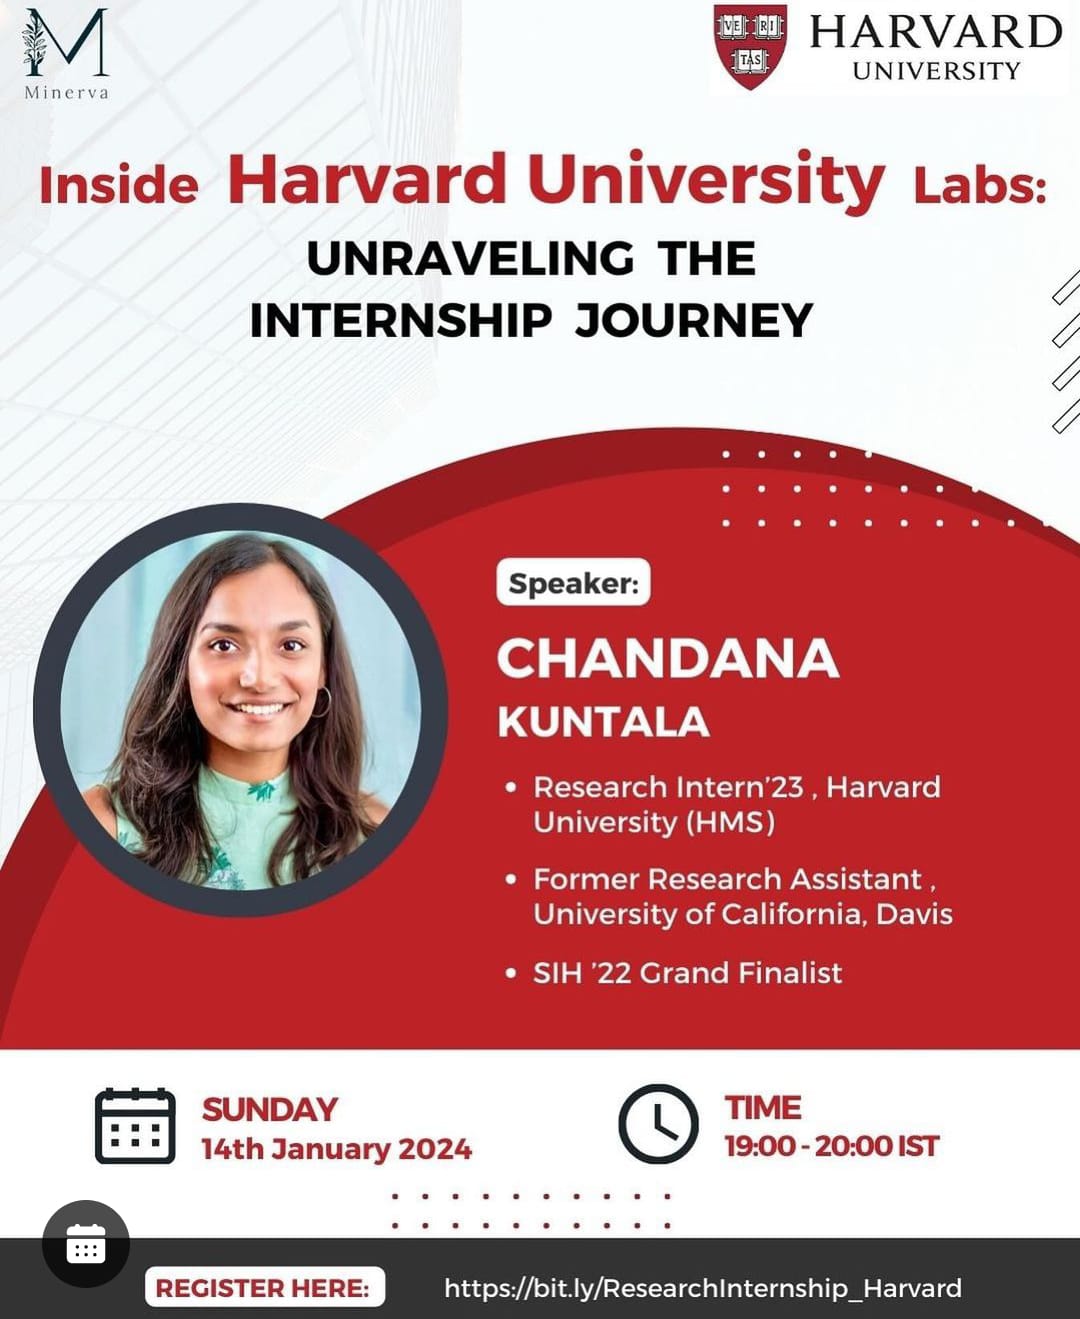 Minerva
VE RI TAS
HARVARD
UNIVERSITY
Inside Harvard University Labs:
UNRAVELING THE
INTERNSHIP JOURNEY
Speaker:
CHANDANA
KUNTALA
• Research Intern'23 , Harvard
University (HMS)
• Former Research Assistant ,
University of California, Davis
• SIH '22 Grand Finalist
SUNDAY
14th January 2024
TIME
19:00 - 20:00 IST
REGISTER HERE: https://bit.ly/ResearchInternship_Harvard